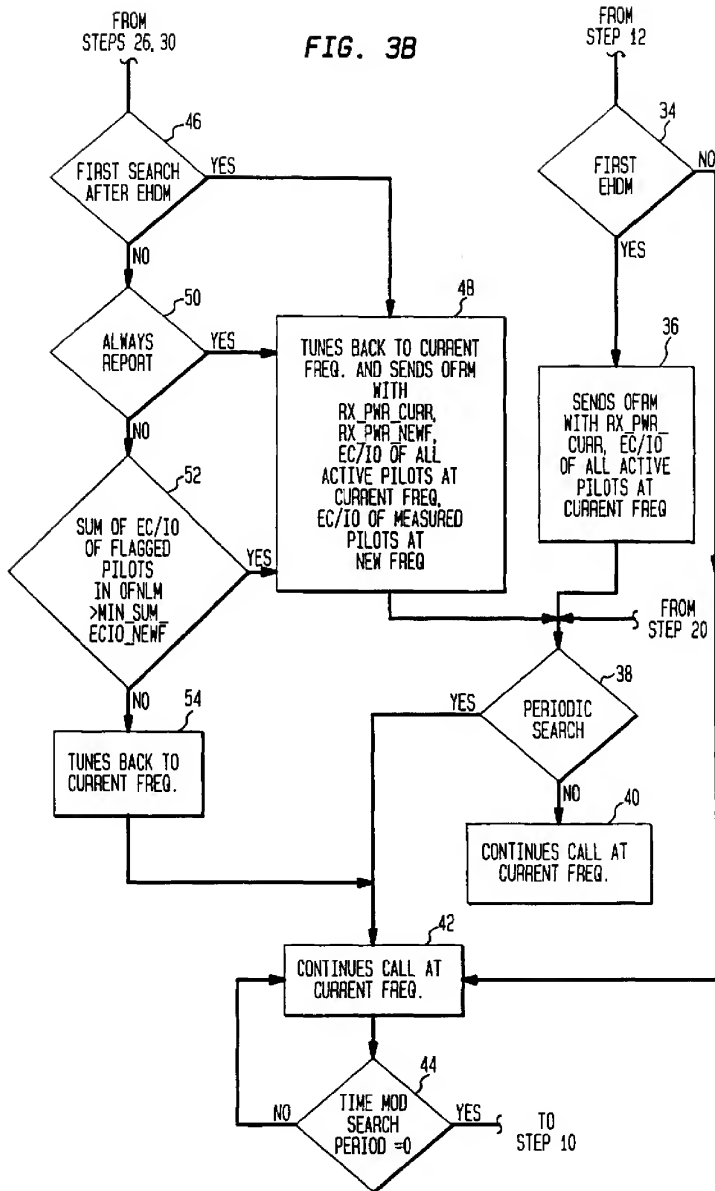 FROM
STEPS 26, 30
FIG. 3B
FROM
STEP 12
46
FIRST SEARCH
AFTER EHDM
YES
NO
34
FIRST
EHDM
NO
YES
50
ALWAYS
REPORT
YES
NO
48
TUNES BACK TO CURRENT
FREQ. AND SENDS OFRM
WITH
RX_PWR_CURR,
RX_PWR_NEWF,
EC/IO OF ALL
ACTIVE PILOTS AT
CURRENT FREQ,
EC/IO OF MEASURED
PILOTS AT
NEW FREQ
36
SENDS OFRM
WITH RX_PWR_
CURR, EC/IO
OF ALL ACTIVE
PILOTS AT
CURRENT FREQ
52
SUM OF EC/IO
OF FLAGGED
PILOTS
IN OFNLM
>MIN_SUM_
ECIO_NEWF
YES
NO
FROM
STEP 20
38
PERIODIC
SEARCH
YES
NO
54
TUNES BACK TO
CURRENT FREQ.
40
CONTINUES CALL AT
CURRENT FREQ.
42
CONTINUES CALL AT
CURRENT FREQ.
44
TIME MOD
SEARCH
PERIOD =0
NO
YES
TO
STEP 10